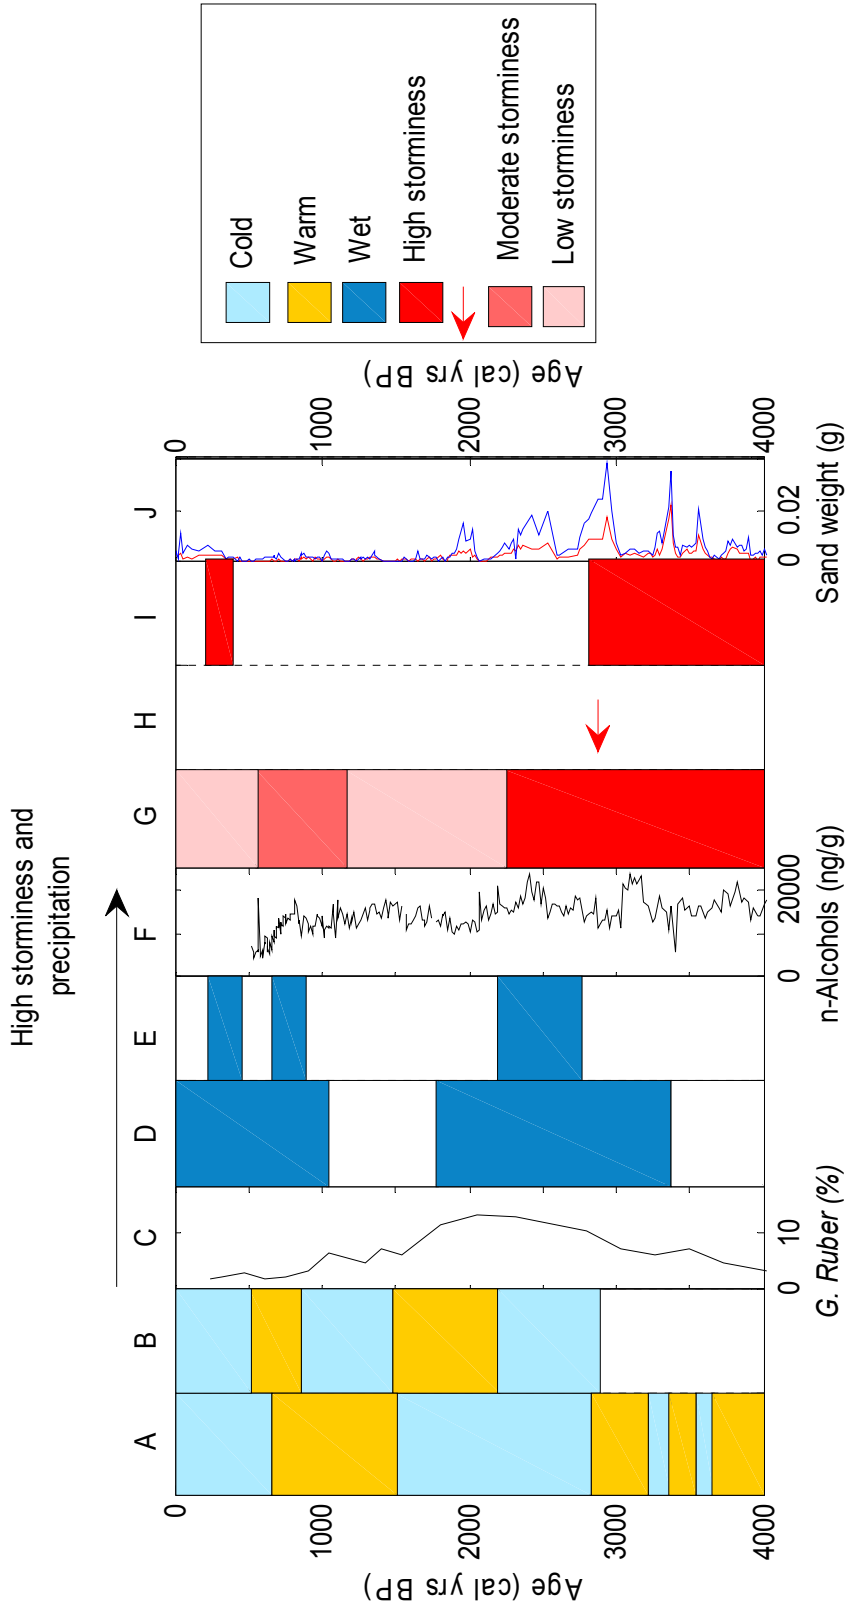 High storminess and
precipitation
A
B
C
D
E
F
G
H
I
J
0
1000
2000
3000
4000
Age (cal yrs BP)
0
10
G. Ruber (%)
0
20000
n-Alcohols (ng/g)
0
0.02
Sand weight (g)
0
1000
2000
3000
4000
Age (cal yrs BP)
Cold
Warm
Wet
High storminess
Moderate storminess
Low storminess